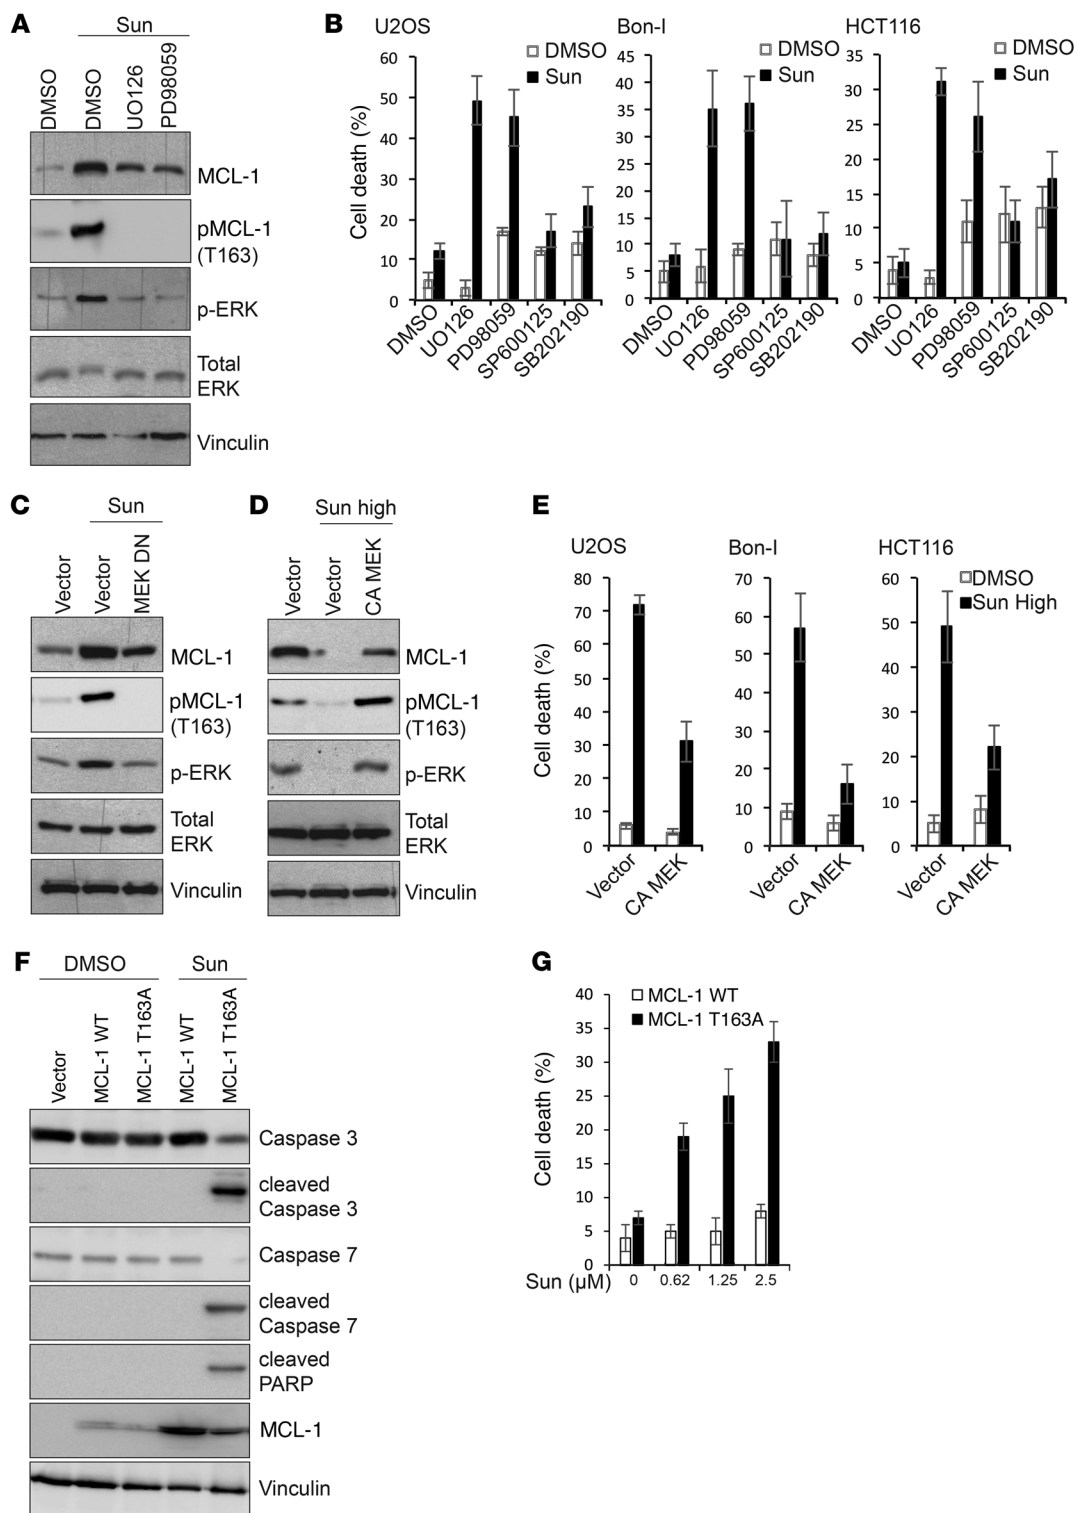 A
Sun
DMSO
DMSO
UO126
PD98059
MCL-1
pMCL-1
(T163)
p-ERK
Total
ERK
Vinculin
B
U2OS
DMSO
Sun
Cell death (%)
60
50
40
30
20
10
0
DMSO
UO126
PD98059
SP600125
SB202190
Bon-I
DMSO
Sun
45
40
35
30
25
20
15
10
5
0
DMSO
UO126
PD98059
SP600125
SB202190
HCT116
DMSO
Sun
35
30
25
20
15
10
5
0
DMSO
UO126
PD98059
SP600125
SB202190
C
Sun
Vector
Vector
MEK DN
MCL-1
pMCL-1
(T163)
p-ERK
Total
ERK
Vinculin
D
Sun high
Vector
Vector
CA MEK
MCL-1
pMCL-1
(T163)
p-ERK
Total
ERK
Vinculin
E
U2OS
Cell death (%)
80
70
60
50
40
30
20
10
0
Vector
CA MEK
Bon-I
70
60
50
40
30
20
10
0
Vector
CA MEK
HCT116
DMSO
Sun High
60
50
40
30
20
10
0
Vector
CA MEK
F
DMSO
Sun
Vector
MCL-1 WT
MCL-1 T163A
MCL-1 WT
MCL-1 T163A
Caspase 3
cleaved
Caspase 3
Caspase 7
cleaved
Caspase 7
cleaved
PARP
MCL-1
Vinculin
G
MCL-1 WT
MCL-1 T163A
Cell death (%)
40
35
30
25
20
15
10
5
0
Sun (μM)
0
0.62
1.25
2.5